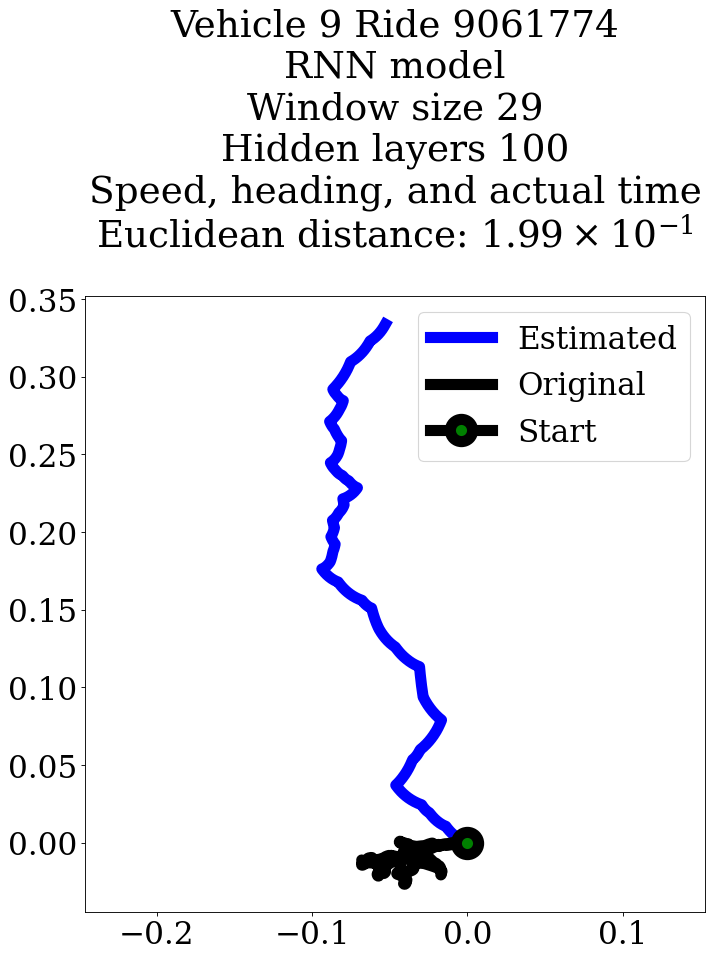 Vehicle 9 Ride 9061774
RNN model
Window size 29
Hidden layers 100
Speed, heading, and actual time
Euclidean distance: 1.99 × 10⁻¹
0.35
0.30
0.25
0.20
0.15
0.10
0.05
0.00
Estimated
Original
Start
−0.2
−0.1
0.0
0.1